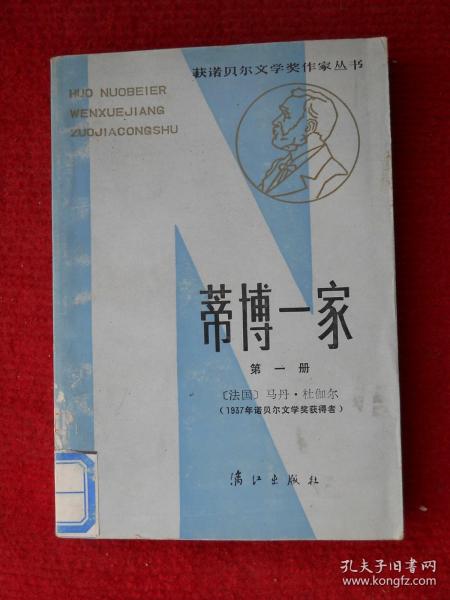 获诺贝尔文学奖作家丛书
HUO NUOBEIER
WENXUEJIANG
ZUOJIACONGSHU
蒂博一家
第一册
〔法国〕马丹·杜伽尔
(1937年诺贝尔文学奖获得者)
漓江出版社
孔夫子旧书网
www.kongfz.com